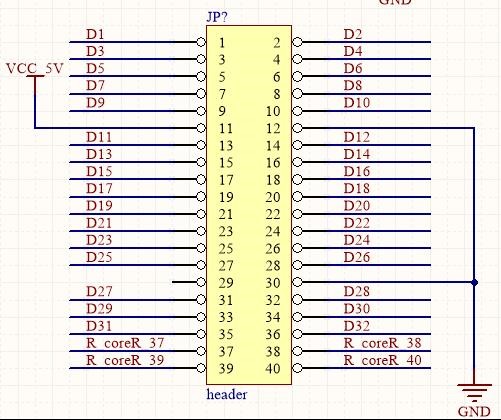 GND
JP?
D1 1 2 D2
D3 3 4 D4
VCC_5V D5 5 6 D6
D7 7 8 D8
D9 9 10 D10
11 12
D11 13 14 D12
D13 15 16 D14
D15 17 18 D16
D17 19 20 D18
D19 21 22 D20
D21 23 24 D22
D23 25 26 D24
D25 27 28 D26
29 30
D27 31 32 D28
D29 33 34 D30
D31 35 36 D32
R_coreR_37 37 38 R_coreR_38
R_coreR_39 39 40 R_coreR_40
header
GND